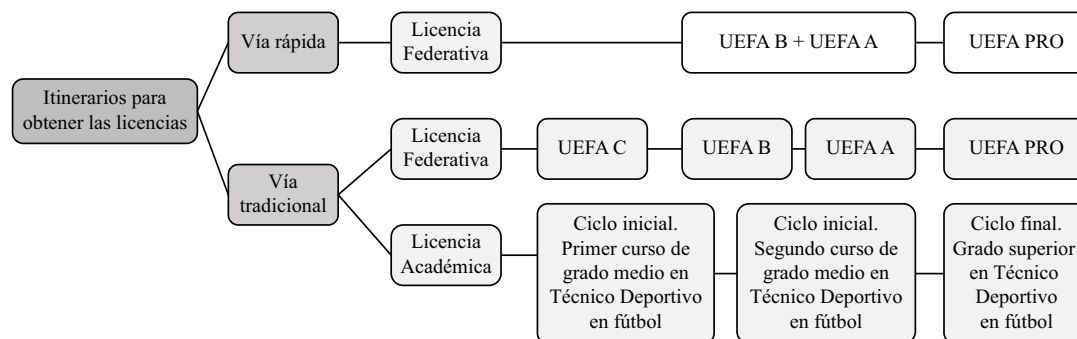 Itinerarios para
obtener las licencias
Vía rápida
Licencia
Federativa
UEFA B + UEFA A
UEFA PRO
Vía
tradicional
Licencia
Federativa
UEFA C
UEFA B
UEFA A
UEFA PRO
Licencia
Académica
Ciclo inicial.
Primer curso de
grado medio en
Técnico Deportivo
en fútbol
Ciclo inicial.
Segundo curso de
grado medio en
Técnico Deportivo
en fútbol
Ciclo final.
Grado superior
en Técnico
Deportivo
en fútbol